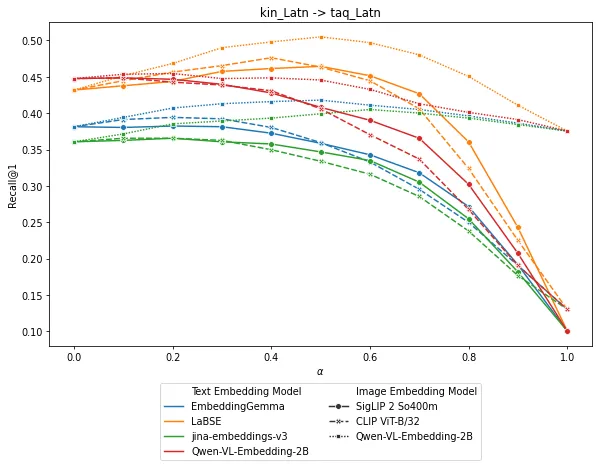 kin_Latn -> taq_Latn
Recall@1
0.50
0.45
0.40
0.35
0.30
0.25
0.20
0.15
0.10
0.0 0.2 0.4 0.6 0.8 1.0
α
Text Embedding Model Image Embedding Model
EmbeddingGemma SigLIP 2 So400m
LaBSE CLIP ViT-B/32
jina-embeddings-v3 Qwen-VL-Embedding-2B
Qwen-VL-Embedding-2B